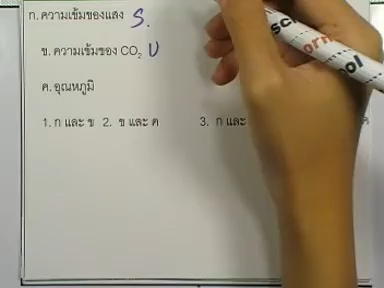 ก. ความเข้มของแสง S.
ข. ความเข้มของ CO₂ U
ค. อุณหภูมิ
1. ก และ ข 2. ข และ ค 3. ก และ ค